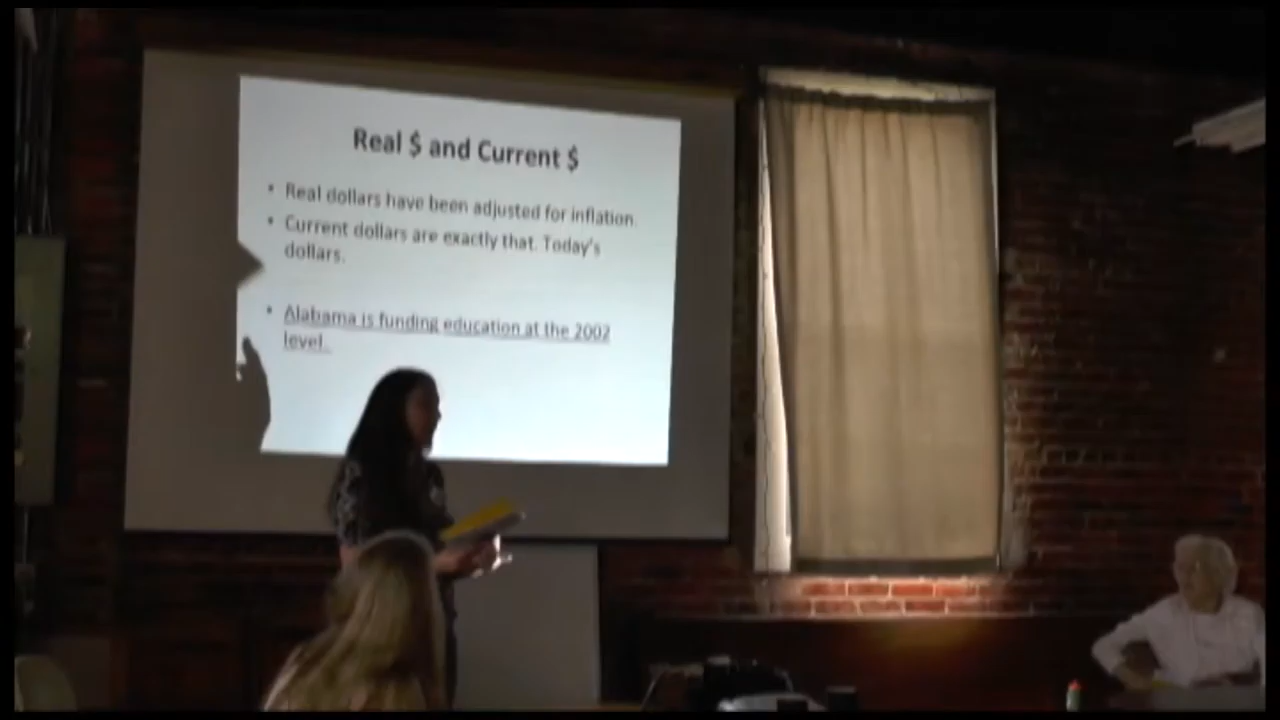 Real $ and Current $
• Real dollars have been adjusted for inflation.
• Current dollars are exactly that. Today's
dollars.
• Alabama is funding education at the 2002
level.